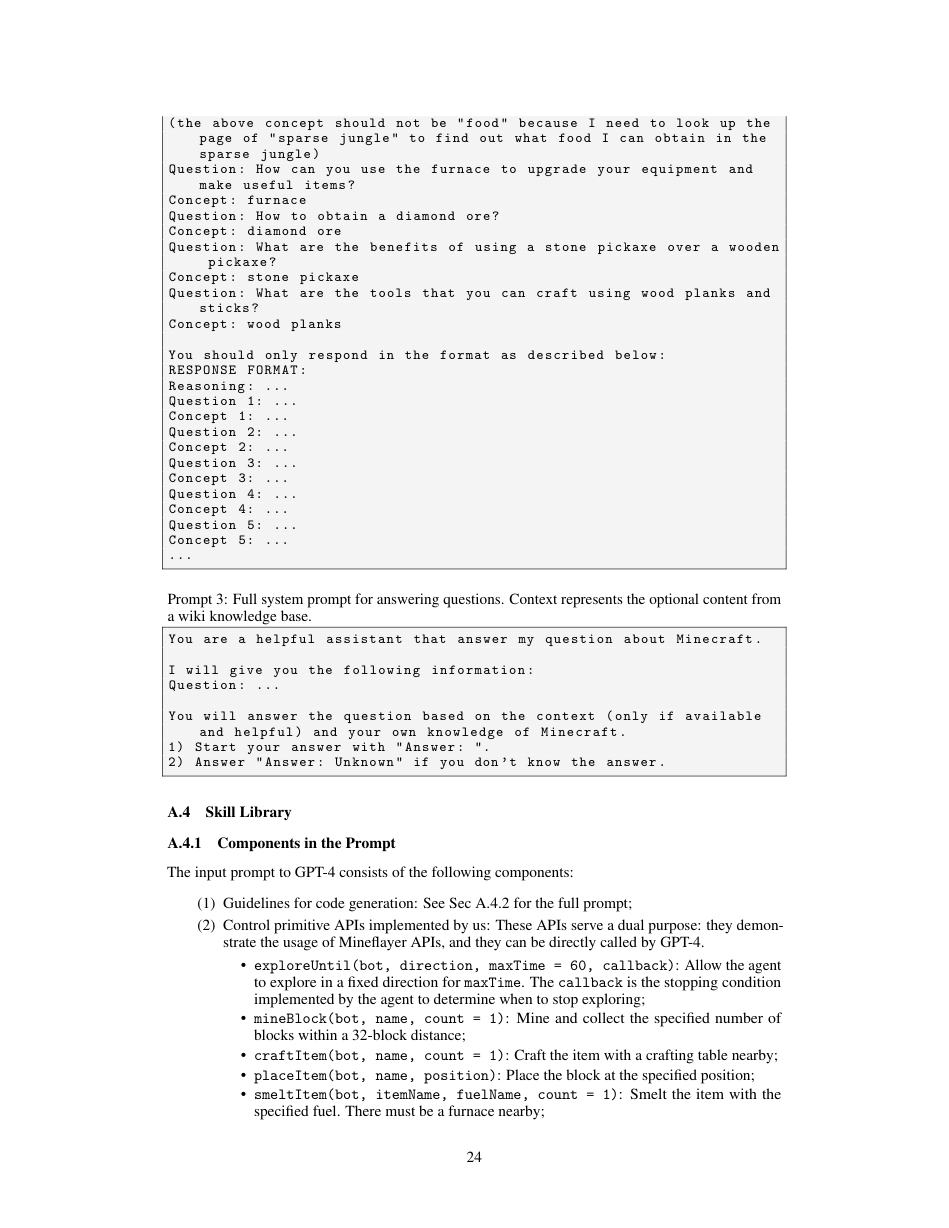 (the above concept should not be "food" because I need to look up the
page of "sparse jungle" to find out what food I can obtain in the
sparse jungle)
Question: How can you use the furnace to upgrade your equipment and
make useful items?
Concept: furnace
Question: How to obtain a diamond ore?
Concept: diamond ore
Question: What are the benefits of using a stone pickaxe over a wooden
pickaxe?
Concept: stone pickaxe
Question: What are the tools that you can craft using wood planks and
sticks?
Concept: wood planks
You should only respond in the format as described below:
RESPONSE FORMAT:
Reasoning: ...
Question 1: ...
Concept 1: ...
Question 2: ...
Concept 2: ...
Question 3: ...
Concept 3: ...
Question 4: ...
Concept 4: ...
Question 5: ...
Concept 5: ...
...
Prompt 3: Full system prompt for answering questions. Context represents the optional content from
a wiki knowledge base.
You are a helpful assistant that answer my question about Minecraft.
I will give you the following information:
Question: ...
You will answer the question based on the context (only if available
and helpful) and your own knowledge of Minecraft.
1) Start your answer with "Answer: ".
2) Answer "Answer: Unknown" if you don't know the answer.
A.4 Skill Library
A.4.1 Components in the Prompt
The input prompt to GPT-4 consists of the following components:
(1) Guidelines for code generation: See Sec A.4.2 for the full prompt;
(2) Control primitive APIs implemented by us: These APIs serve a dual purpose: they demon-
strate the usage of Mineflayer APIs, and they can be directly called by GPT-4.
• exploreUntil(bot, direction, maxTime = 60, callback): Allow the agent
to explore in a fixed direction for maxTime. The callback is the stopping condition
implemented by the agent to determine when to stop exploring;
• mineBlock(bot, name, count = 1): Mine and collect the specified number of
blocks within a 32-block distance;
• craftItem(bot, name, count = 1): Craft the item with a crafting table nearby;
• placeItem(bot, name, position): Place the block at the specified position;
• smeltItem(bot, itemName, fuelName, count = 1): Smelt the item with the
specified fuel. There must be a furnace nearby;
24